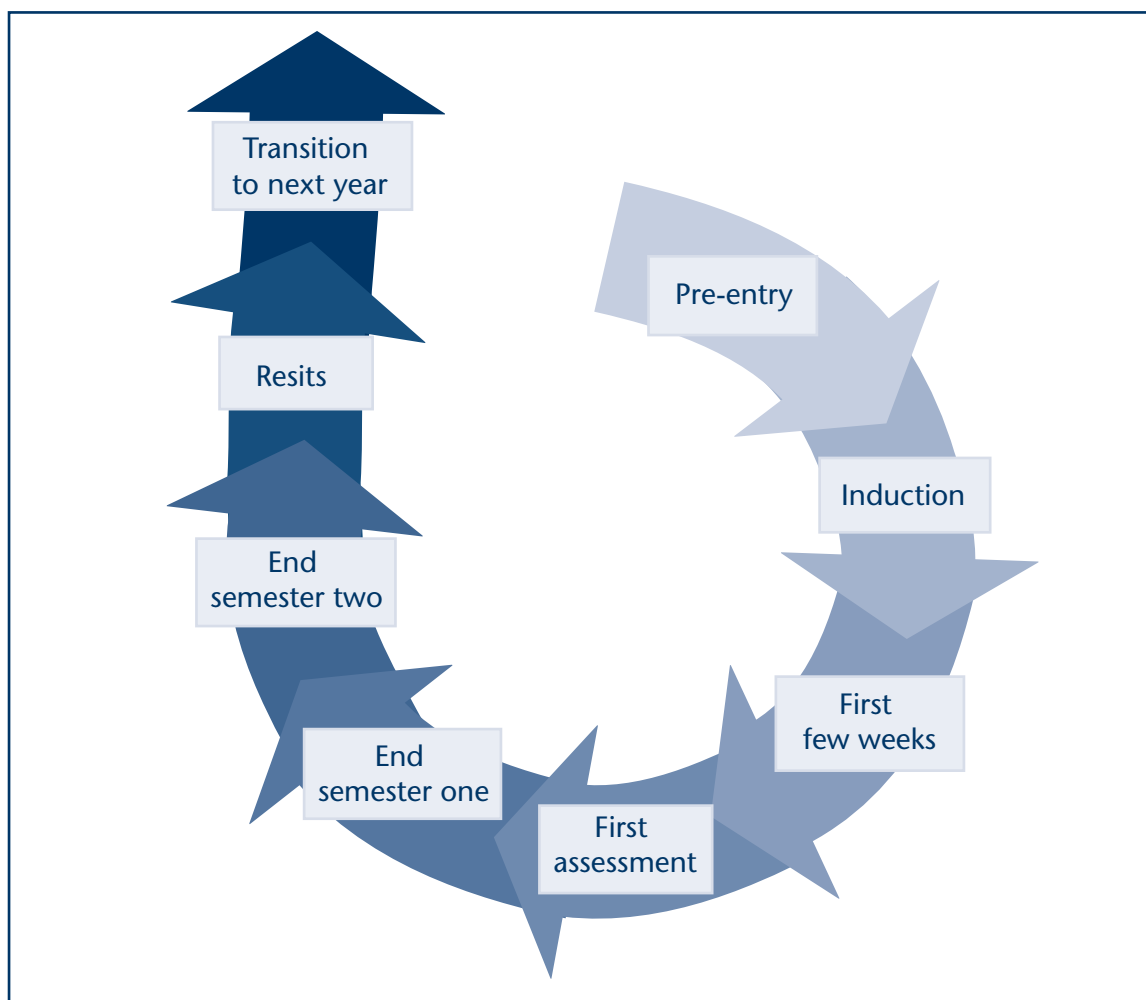 Pre-entry
Induction
First
few weeks
First
assessment
End
semester one
End
semester two
Resits
Transition
to next year